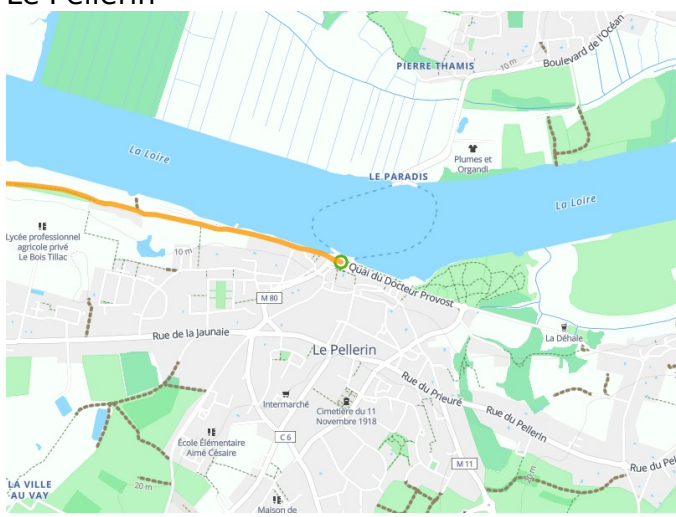 Le Pellerin
PIERRE THAMIS
10 m
Boulevard de l'Océan
La Loire
Plumes et
Organdi
LE PARADIS
La Loire
Lycée professionnel
agricole privé
Le Bois Tillac
10 m
Quai du Docteur Provost
M 80
Rue de la Jaunaie
La Déhale
Le Pellerin
Rue du Prieuré
Intermarché
Cimetière du 11
Novembre 1918
Rue du Pellerin
École Élémentaire
Aimé Césaire
C 6
M 11
Rue du Pel
LA VILLE
AU VAY
20 m
Maison de